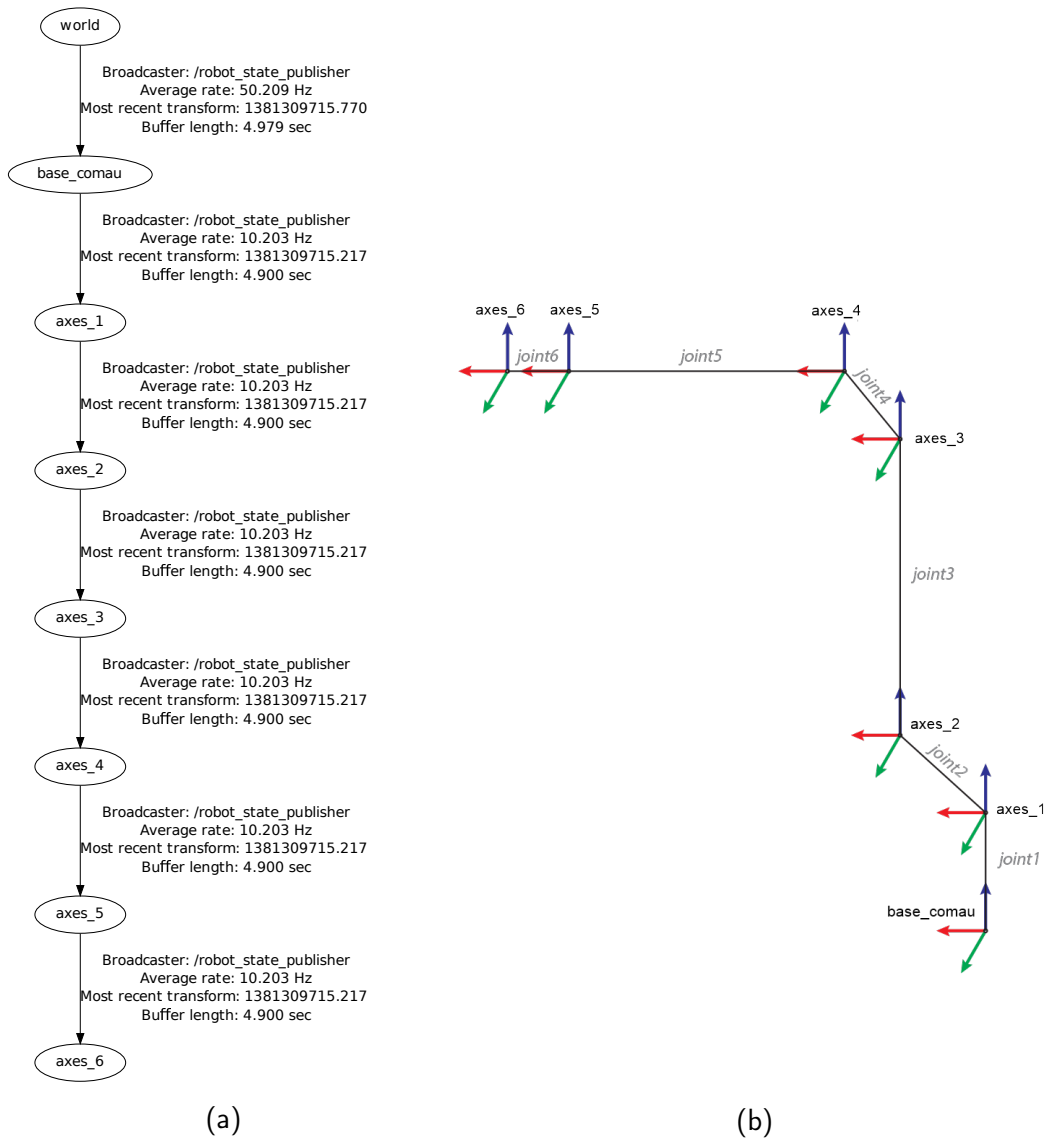 world
Broadcaster: /robot_state_publisher
Average rate: 50.209 Hz
Most recent transform: 1381309715.770
Buffer length: 4.979 sec
base_comau
Broadcaster: /robot_state_publisher
Average rate: 10.203 Hz
Most recent transform: 1381309715.217
Buffer length: 4.900 sec
axes_1
Broadcaster: /robot_state_publisher
Average rate: 10.203 Hz
Most recent transform: 1381309715.217
Buffer length: 4.900 sec
axes_2
Broadcaster: /robot_state_publisher
Average rate: 10.203 Hz
Most recent transform: 1381309715.217
Buffer length: 4.900 sec
axes_3
Broadcaster: /robot_state_publisher
Average rate: 10.203 Hz
Most recent transform: 1381309715.217
Buffer length: 4.900 sec
axes_4
Broadcaster: /robot_state_publisher
Average rate: 10.203 Hz
Most recent transform: 1381309715.217
Buffer length: 4.900 sec
axes_5
Broadcaster: /robot_state_publisher
Average rate: 10.203 Hz
Most recent transform: 1381309715.217
Buffer length: 4.900 sec
axes_6
(a)
axes_6
axes_5
axes_4
joint6
joint5
joint4
axes_3
joint3
axes_2
joint2
axes_1
joint1
base_comau
(b)